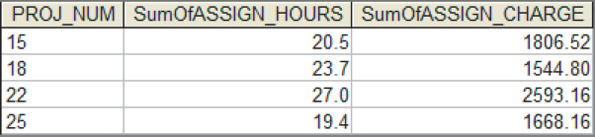 PROJ_NUM SumOfASSIGN_HOURS SumOfASSIGN_CHARGE
15 20.5 1806.52
18 23.7 1544.80
22 27.0 2593.16
25 19.4 1668.16